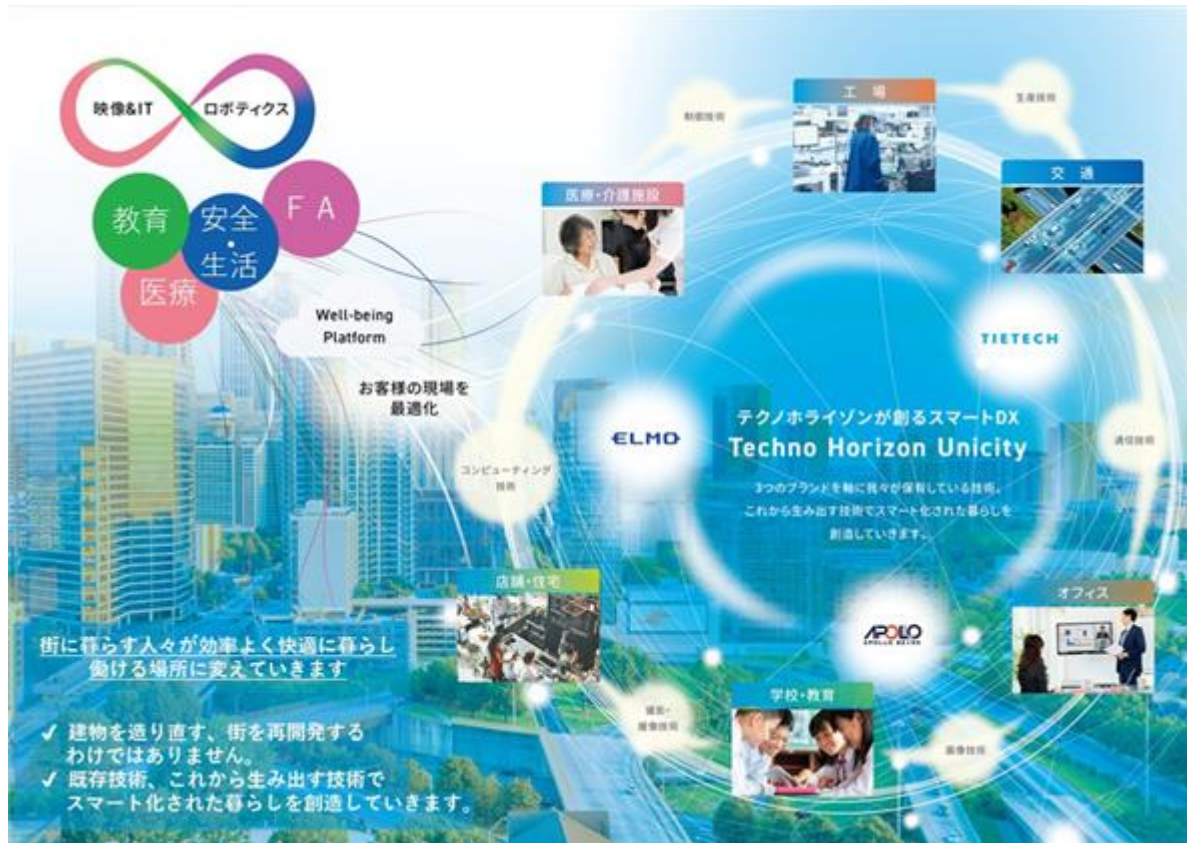 映像&IT
ロボティクス
教育
安全
・
生活
FA
医療
Well-being
Platform
お客様の現場を
最適化
街に暮らす人々が効率よく快適に暮らし
働ける場所に変えていきます
✓ 建物を造り直す、街を再開発する
わけではありません。
✓ 既存技術、これから生み出す技術で
スマート化された暮らしを創造していきます。
制御技術
工場
生産技術
医療・介護施設
交通
TIETECH
ELMO
テクノホライゾンが創るスマートDX
Techno Horizon Unicity
3つのブランドを軸に我々が保有している技術。
これから生み出す技術でスマート化された暮らしを
創造していきます。
通信技術
コンピューティング
技術
店舗・住宅
オフィス
APOLO
学校・教育
画像技術